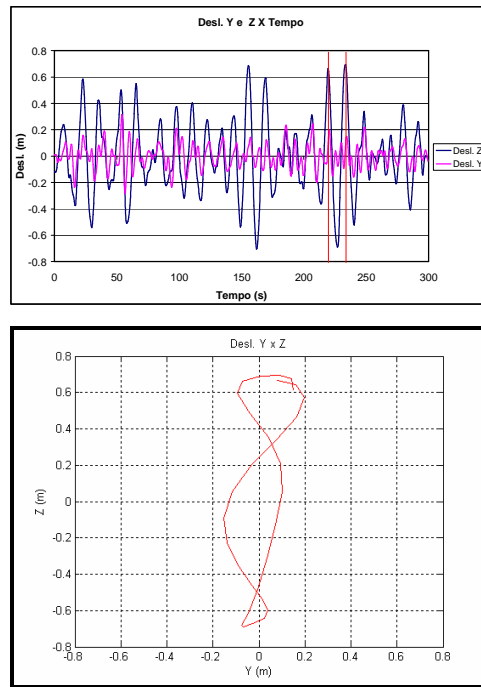 Desl. Y e Z X Tempo
Desl. (m)
0.8
0.6
0.4
0.2
0
-0.2
-0.4
-0.6
-0.8
0 50 100 150 200 250 300
Tempo (s)
Desl. Z
Desl. Y
Desl. Y x Z
Z (m)
0.8
0.6
0.4
0.2
0
-0.2
-0.4
-0.6
-0.8
-0.8 -0.6 -0.4 -0.2 0 0.2 0.4 0.6 0.8
Y (m)